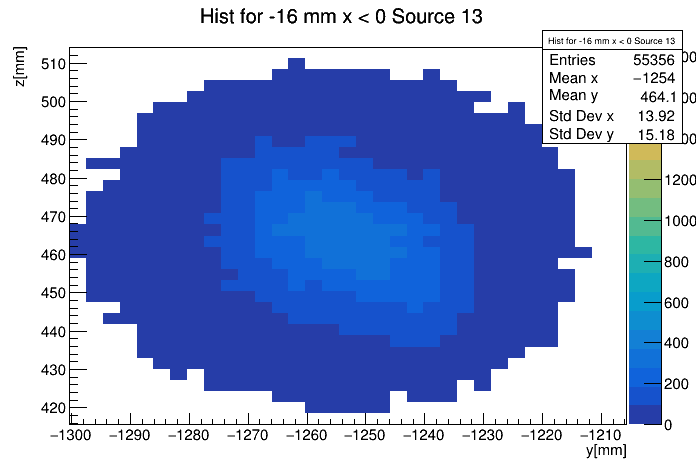 Hist for -16 mm x < 0 Source 13
Hist for -16 mm x < 0 Source 13
Entries 55356
Mean x −1254
Mean y 464.1
Std Dev x 13.92
Std Dev y 15.18
z[mm]
510
500
490
480
470
460
450
440
430
420
−1300 −1290 −1280 −1270 −1260 −1250 −1240 −1230 −1220 −1210
y[mm]
1200
1000
800
600
400
200
0